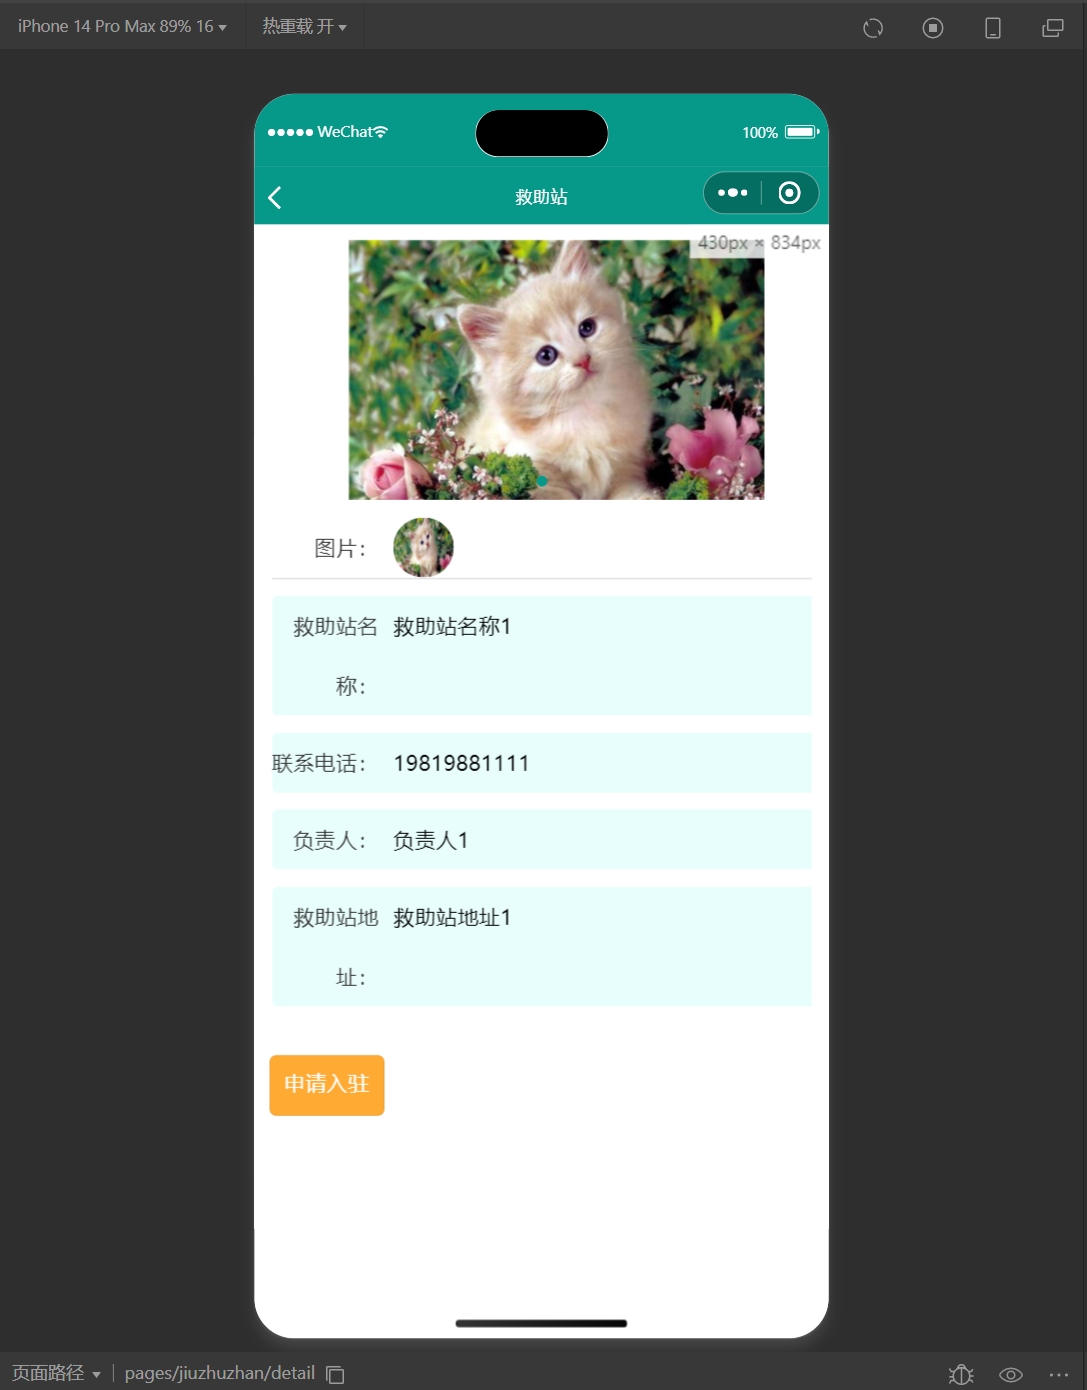 iPhone 14 Pro Max 89% 16
热重载 开
WeChat
100%
救助站
430px × 834px
图片：
救助站名
称：
救助站名称1
联系电话：
19819881111
负责人：
负责人1
救助站地
址：
救助站地址1
申请入驻
页面路径
pages/jiuzhuzhan/detail